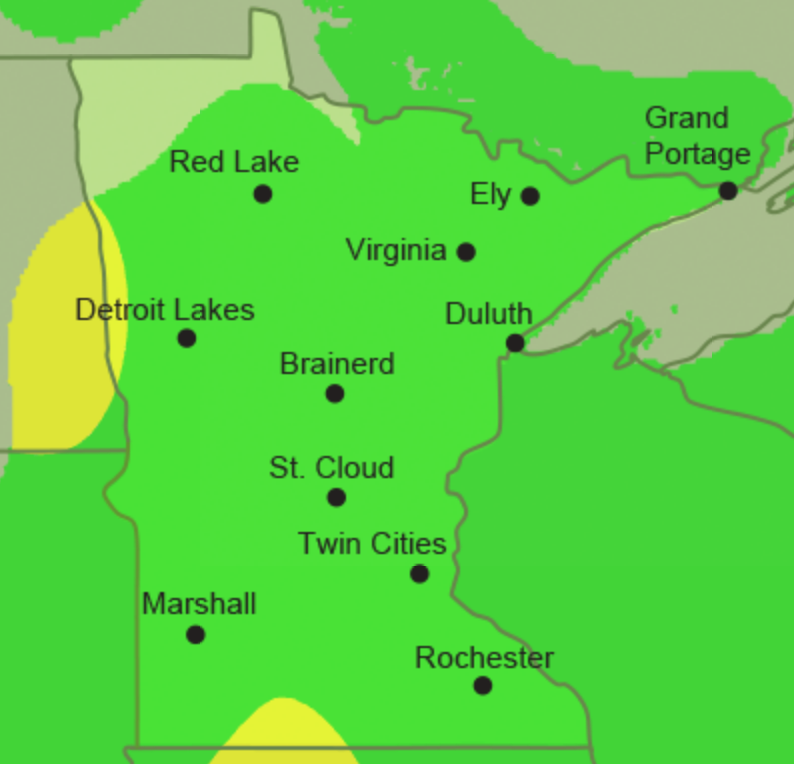 Grand
Portage
Red Lake
Ely
Virginia
Detroit Lakes
Duluth
Brainerd
St. Cloud
Twin Cities
Marshall
Rochester